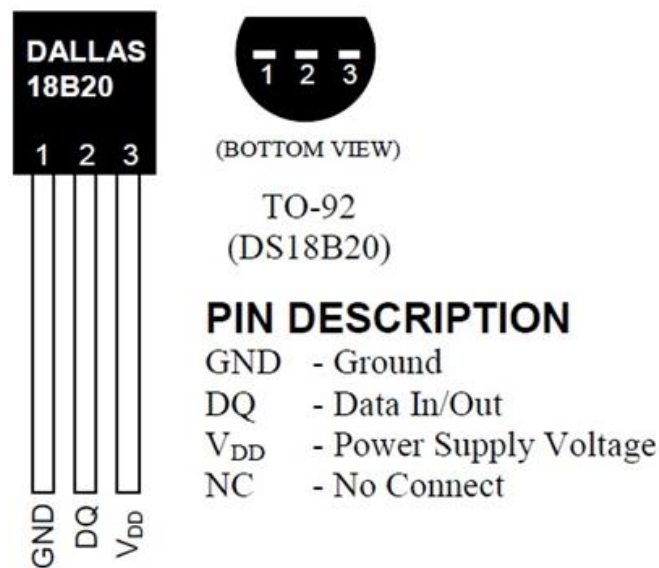 DALLAS
18B20
1 2 3
GND
DQ
VDD
1 2 3
(BOTTOM VIEW)
TO-92
(DS18B20)
PIN DESCRIPTION
GND - Ground
DQ - Data In/Out
VDD - Power Supply Voltage
NC - No Connect